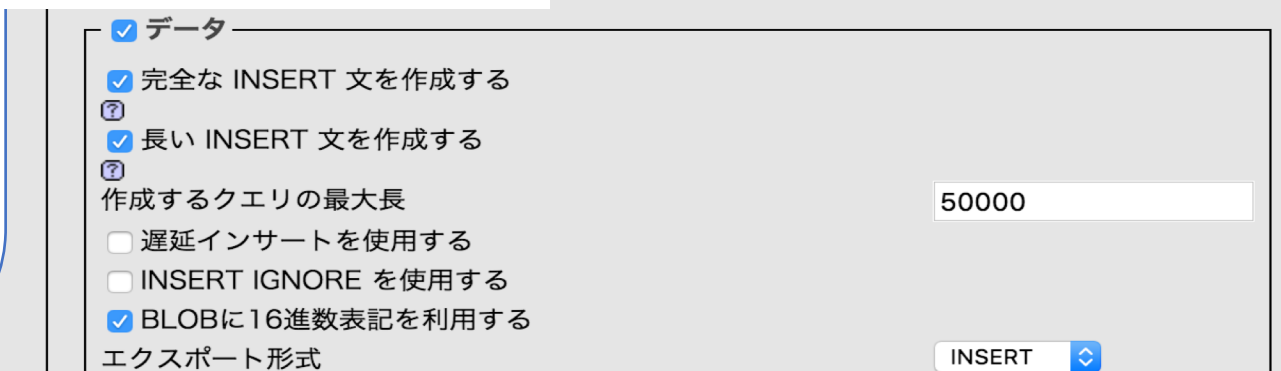 データ
完全な INSERT 文を作成する
?
長い INSERT 文を作成する
?
作成するクエリの最大長 50000
遅延インサートを使用する
INSERT IGNORE を使用する
BLOBに16進数表記を利用する
エクスポート形式 INSERT